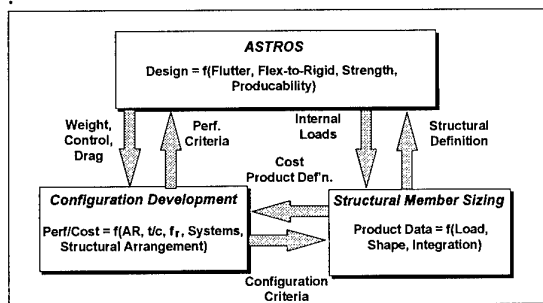 ASTROS
Design = f(Flutter, Flex-to-Rigid, Strength,
Producability)
Weight,
Control,
Drag
Perf.
Criteria
Internal
Loads
Structural
Definition
Cost
Product Def'n.
Configuration Development
Perf/Cost = f(AR, t/c, fr, Systems,
Structural Arrangement)
Structural Member Sizing
Product Data = f(Load,
Shape, Integration)
Configuration
Criteria